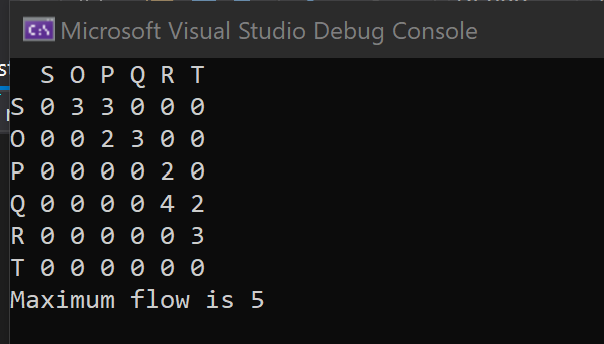 Microsoft Visual Studio Debug Console
  S O P Q R T
S 0 3 3 0 0 0
O 0 0 2 3 0 0
P 0 0 0 0 2 0
Q 0 0 0 0 4 2
R 0 0 0 0 0 3
T 0 0 0 0 0 0
Maximum flow is 5